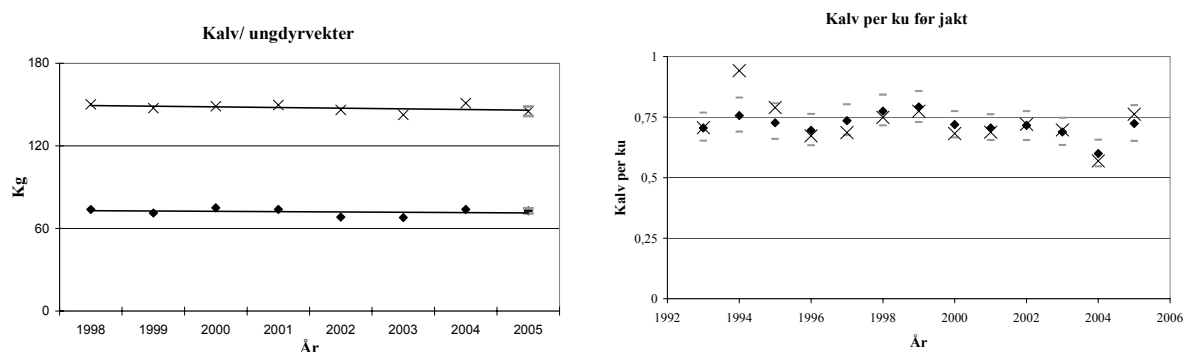 Kalv/ ungdyrvekter
180
120
60
0
Kg
1998 1999 2000 2001 2002 2003 2004 2005
År
Kalv per ku før jakt
1
0,75
0,5
0,25
0
Kalv per ku
1992 1994 1996 1998 2000 2002 2004 2006
År